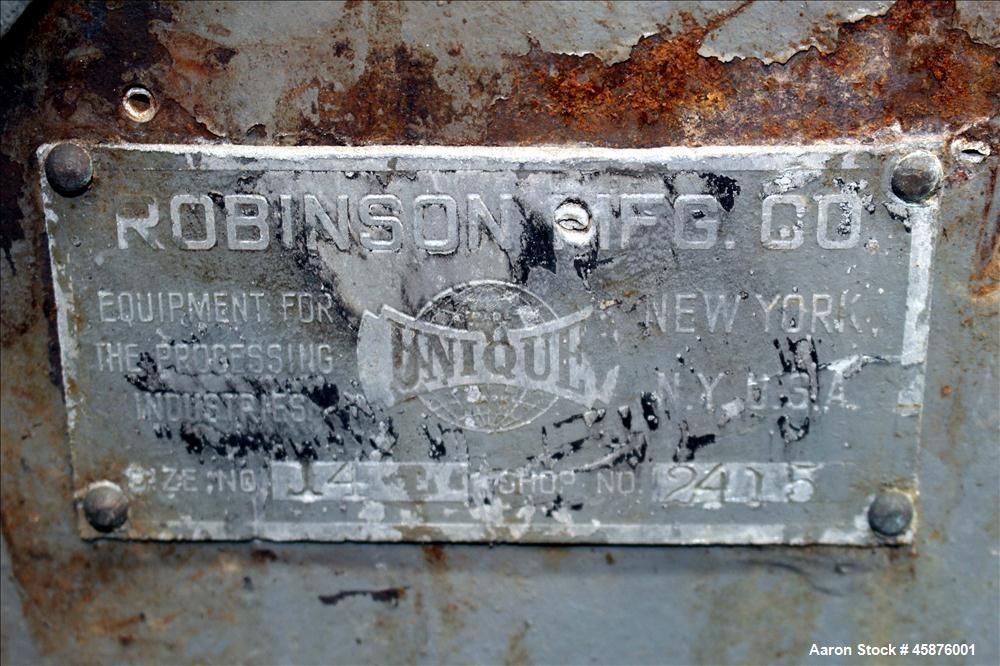 ROBINSON MFG. CO.
EQUIPMENT FOR
THE PROCESSING
INDUSTRIES
UNIQUE
NEW YORK,
N.Y., U.S.A.
SIZE NO. 14
SHOP NO. 2415
Aaron Stock # 45876001